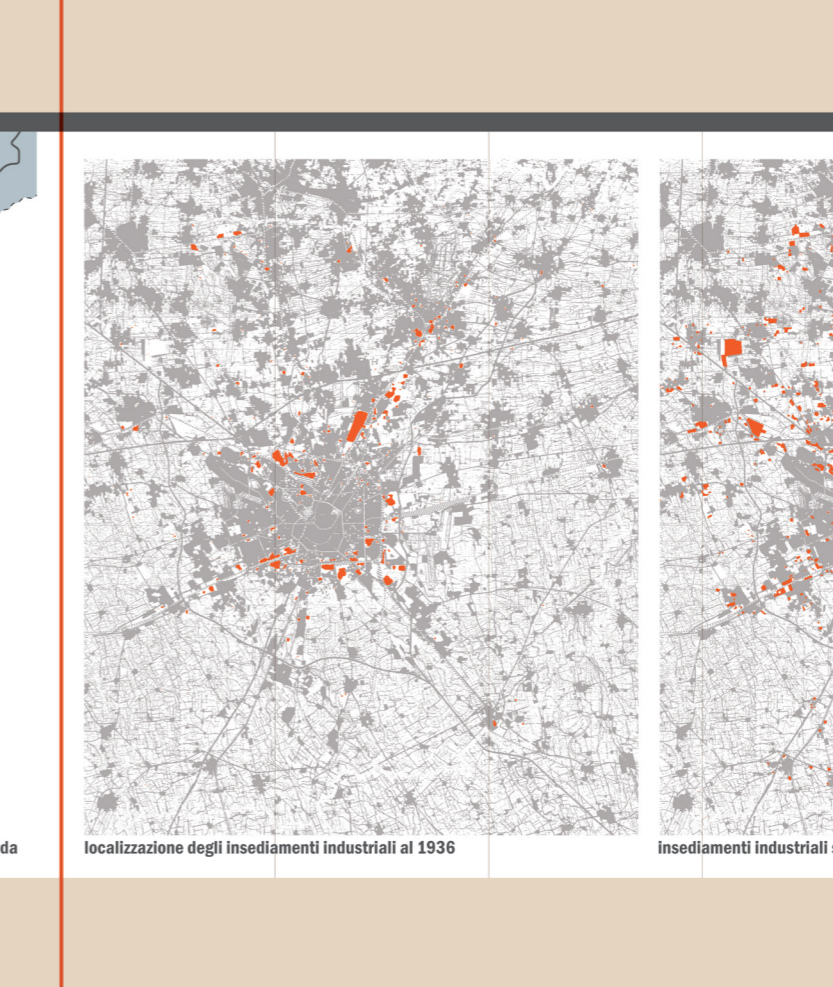 da
localizzazione degli insediamenti industriali al 1936
insediamenti industriali